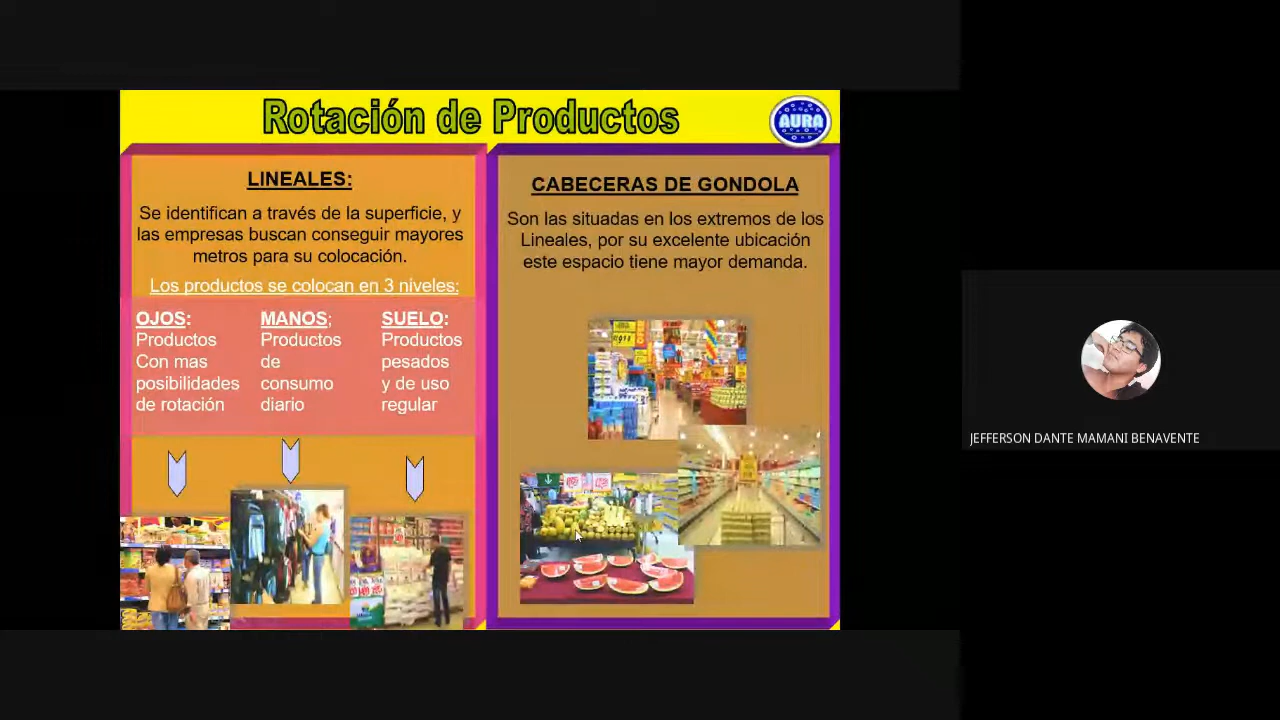 Rotación de Productos
AURA
LINEALES:
Se identifican a través de la superficie, y
las empresas buscan conseguir mayores
metros para su colocación.
Los productos se colocan en 3 niveles:
OJOS:
Productos
Con mas
posibilidades
de rotación
MANOS;
Productos
de
consumo
diario
SUELO:
Productos
pesados
y de uso
regular
CABECERAS DE GONDOLA
Son las situadas en los extremos de los
Lineales, por su excelente ubicación
este espacio tiene mayor demanda.
JEFFERSON DANTE MAMANI BENAVENTE